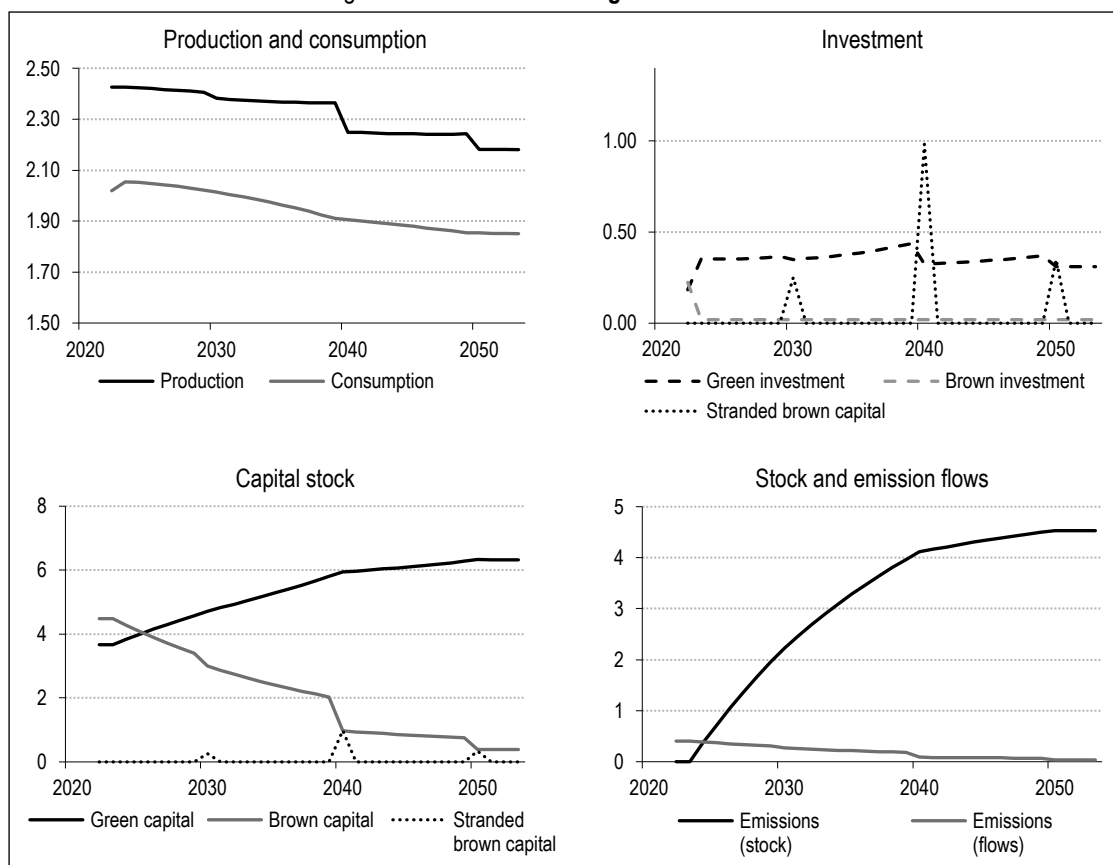 Production and consumption
2.50
2.30
2.10
1.90
1.70
1.50
2020 2030 2040 2050
Production Consumption
Investment
1.00
0.50
0.00
2020 2030 2040 2050
Green investment Brown investment
Stranded brown capital
Capital stock
8
6
4
2
0
2020 2030 2040 2050
Green capital Brown capital Stranded
brown capital
Stock and emission flows
5
4
3
2
1
0
2020 2030 2040 2050
Emissions Emissions
(stock) (flows)